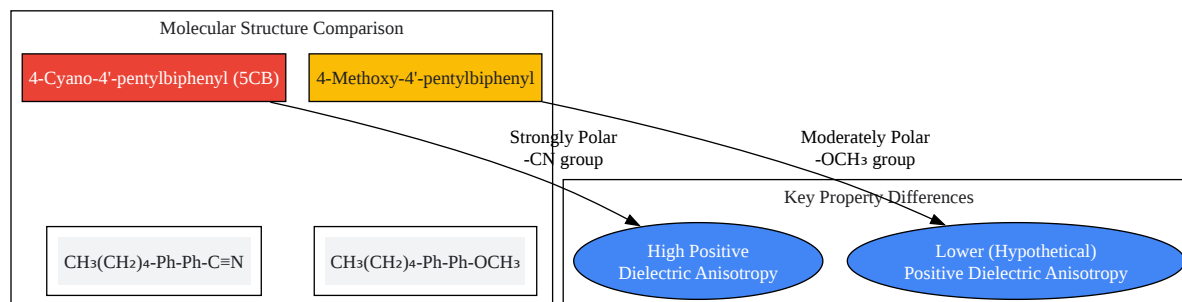 Molecular Structure Comparison
4-Cyano-4'-pentylbiphenyl (5CB)
4-Methoxy-4'-pentylbiphenyl
Strongly Polar
-CN group
Moderately Polar
-OCH₃ group
CH₃(CH₂)₄-Ph-Ph-C≡N
CH₃(CH₂)₄-Ph-Ph-OCH₃
Key Property Differences
High Positive
Dielectric Anisotropy
Lower (Hypothetical)
Positive Dielectric Anisotropy